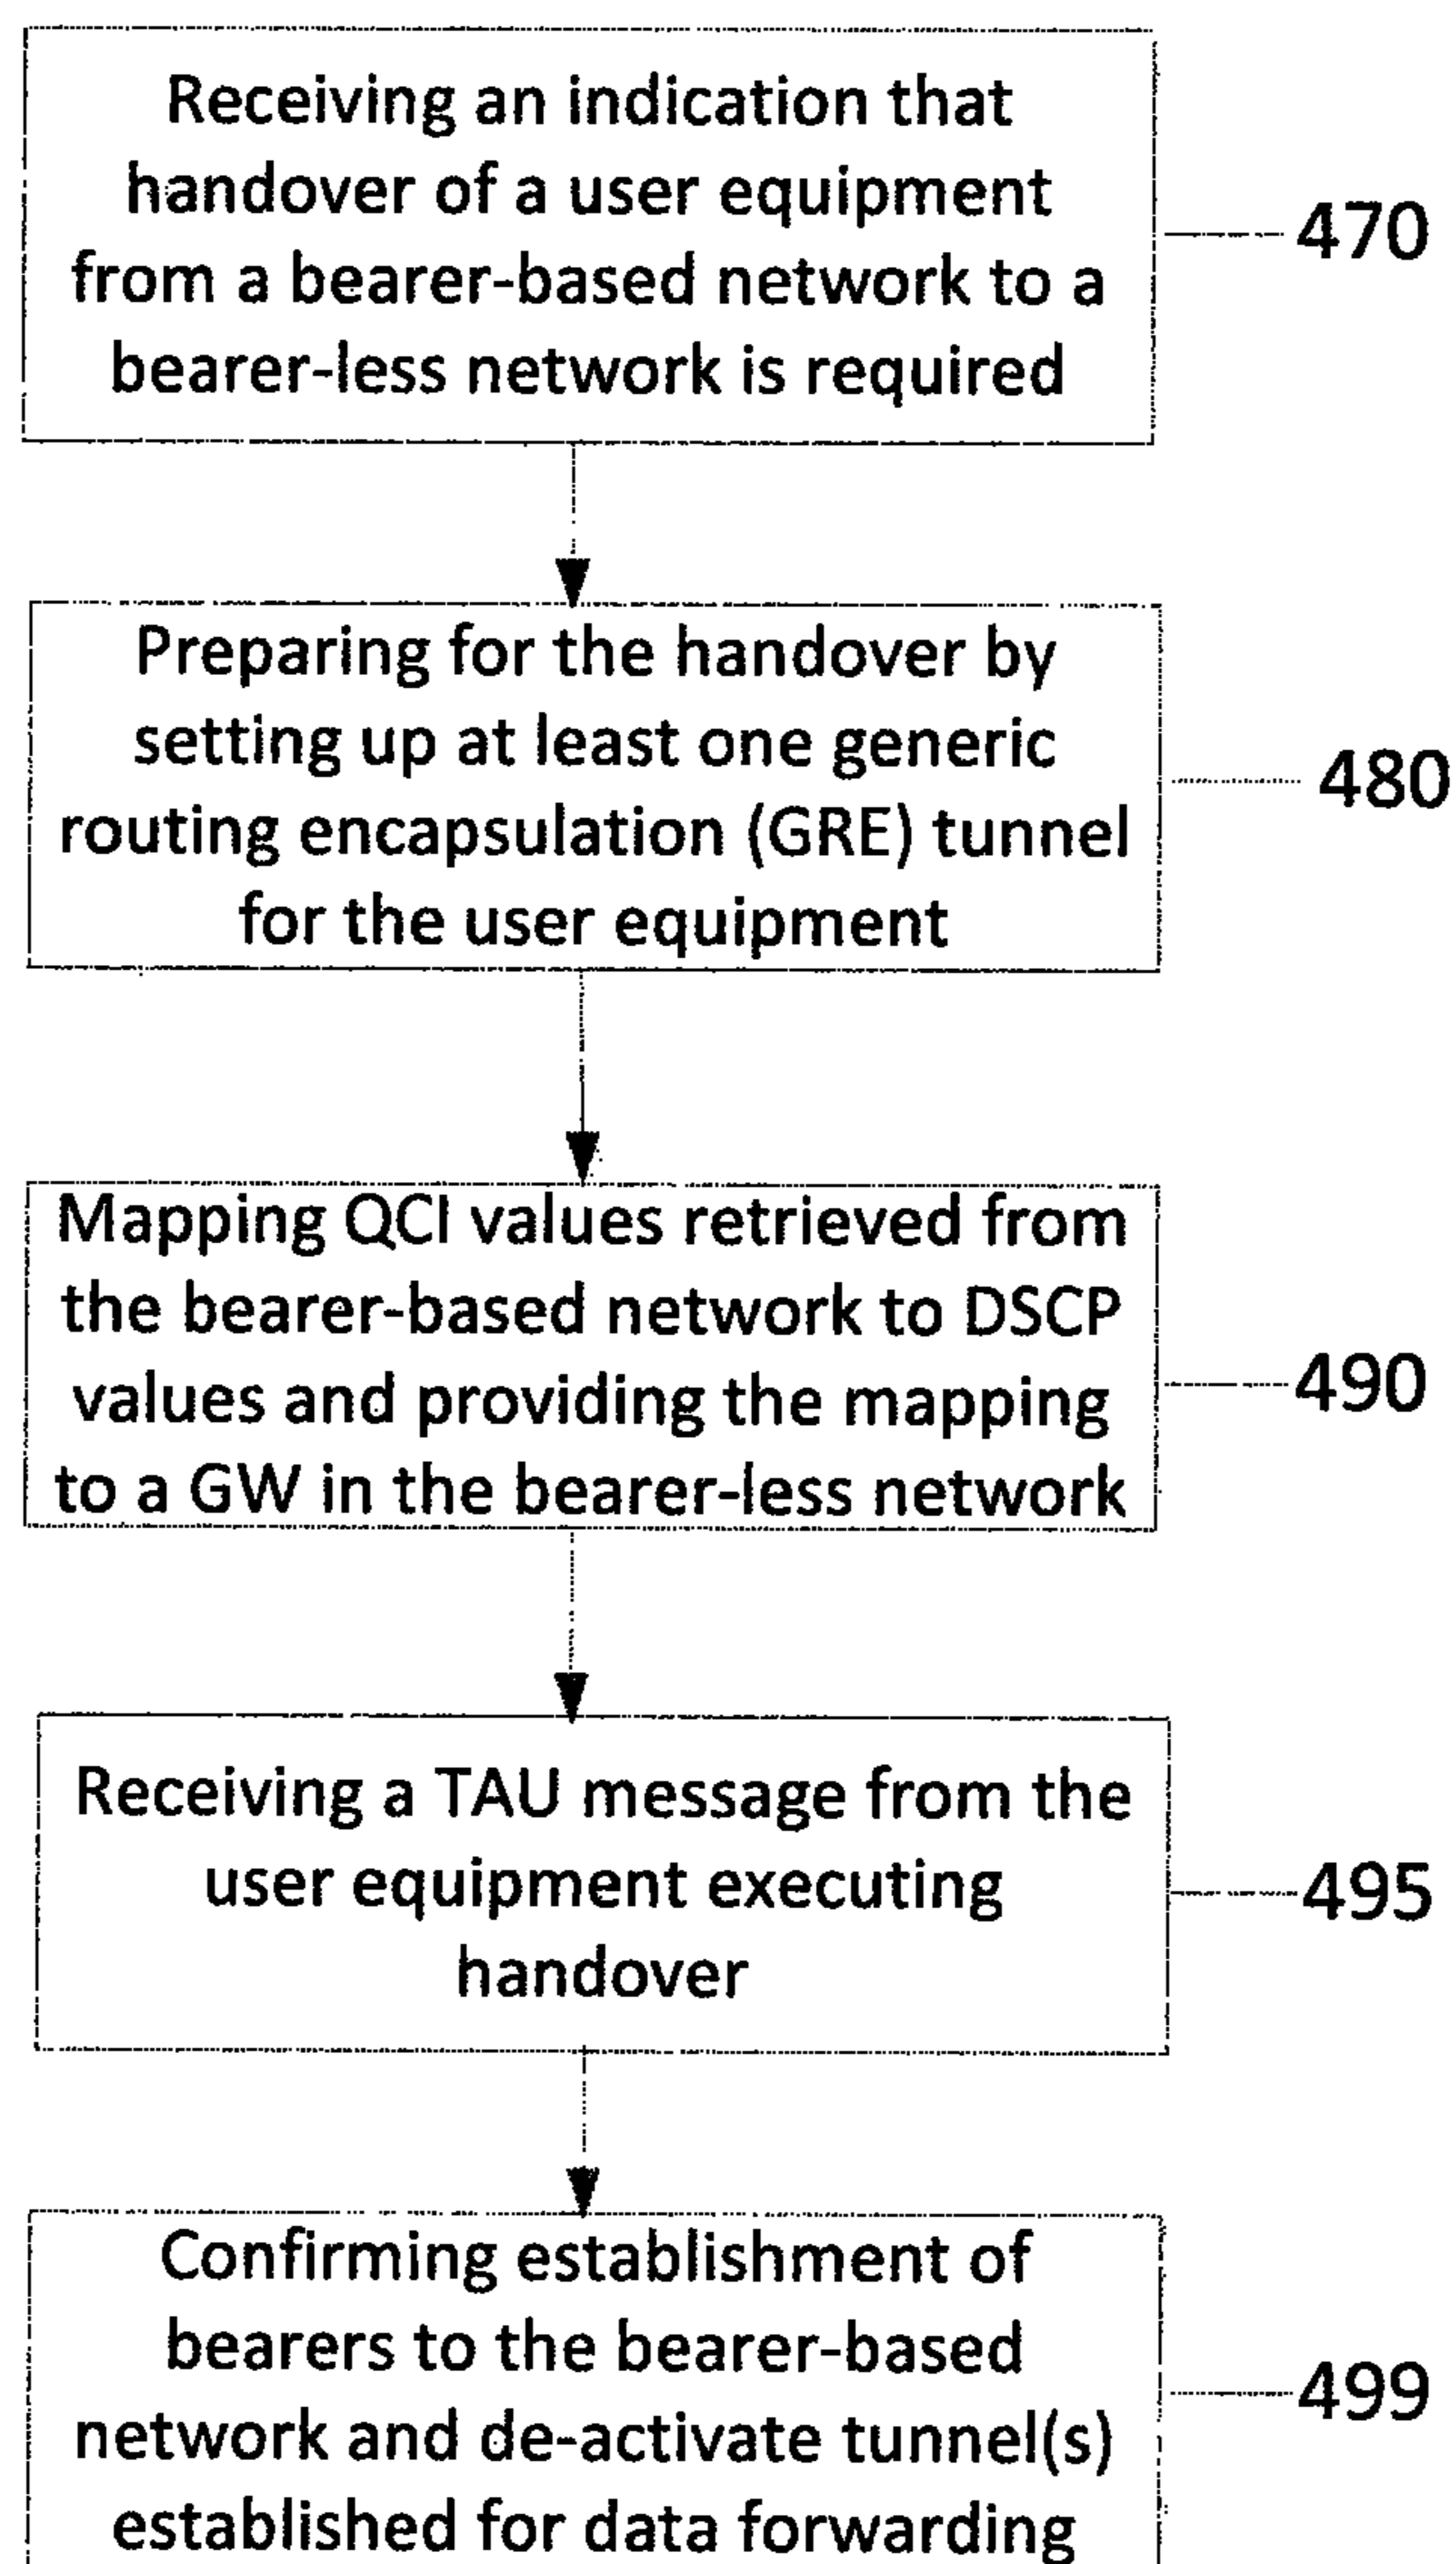 Receiving an indication that
handover of a user equipment
from a bearer-based network to a
bearer-less network is required
470
Preparing for the handover by
setting up at least one generic
routing encapsulation (GRE) tunnel
for the user equipment
480
Mapping QCI values retrieved from
the bearer-based network to DSCP
values and providing the mapping
to a GW in the bearer-less network
490
Receiving a TAU message from the
user equipment executing
handover
495
Confirming establishment of
bearers to the bearer-based
network and de-activate tunnel(s)
established for data forwarding
499